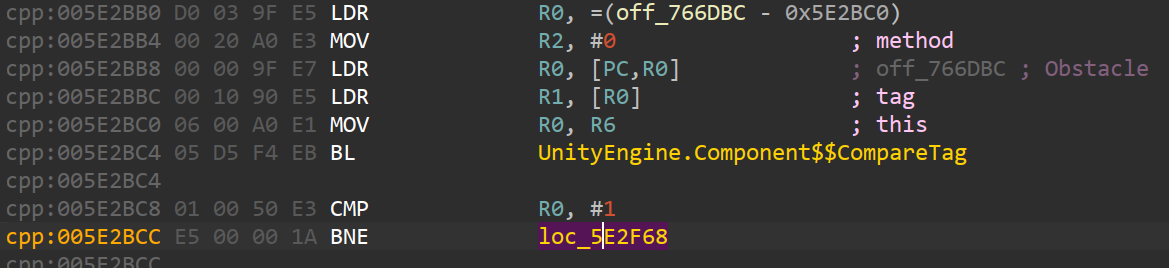 cpp:005E2BB0 D0 03 9F E5 LDR R0, =(off_766DBC - 0x5E2BC0)
cpp:005E2BB4 00 20 A0 E3 MOV R2, #0 ; method
cpp:005E2BB8 00 00 9F E7 LDR R0, [PC,R0] ; off_766DBC ; Obstacle
cpp:005E2BBC 00 10 90 E5 LDR R1, [R0] ; tag
cpp:005E2BC0 06 00 A0 E1 MOV R0, R6 ; this
cpp:005E2BC4 05 D5 F4 EB BL UnityEngine.Component$$CompareTag
cpp:005E2BC4
cpp:005E2BC8 01 00 50 E3 CMP R0, #1
cpp:005E2BCC E5 00 00 1A BNE loc_5E2F68
cpp:005E2BCC